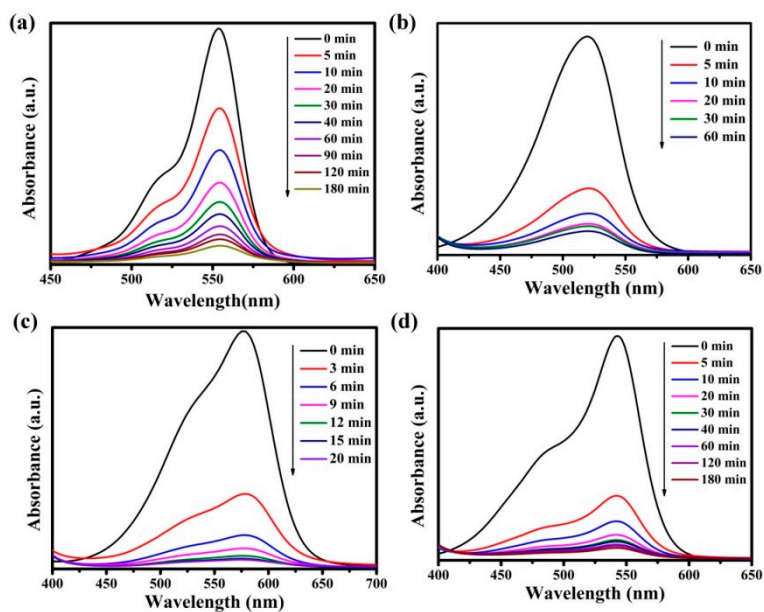 (a)
0 min
5 min
10 min
20 min
30 min
40 min
60 min
90 min
120 min
180 min
Absorbance (a.u.)
450 500 550 600 650
Wavelength(nm)
(b)
0 min
5 min
10 min
20 min
30 min
60 min
Absorbance (a.u.)
400 450 500 550 600 650
Wavelength (nm)
(c)
0 min
3 min
6 min
9 min
12 min
15 min
20 min
Absorbance (a.u.)
400 450 500 550 600 650 700
Wavelength (nm)
(d)
0 min
5 min
10 min
20 min
30 min
40 min
60 min
120 min
180 min
Absorbance (a.u.)
400 450 500 550 600 650
Wavelength (nm)